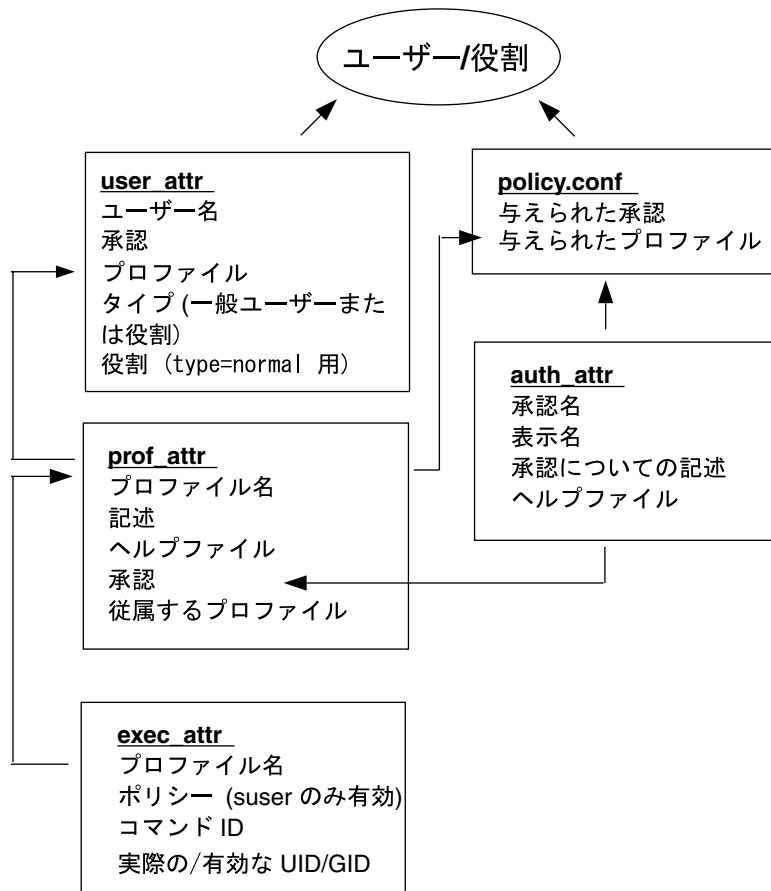 ユーザー/役割
user_attr
ユーザー名
承認
プロファイル
タイプ (一般ユーザーまた
は役割)
役割 (type=normal 用)
policy.conf
与えられた承認
与えられたプロファイル
auth_attr
承認名
表示名
承認についての記述
ヘルプファイル
prof_attr
プロファイル名
記述
ヘルプファイル
承認
従属するプロファイル
exec_attr
プロファイル名
ポリシー (suser のみ有効)
コマンド ID
実際の/有効な UID/GID